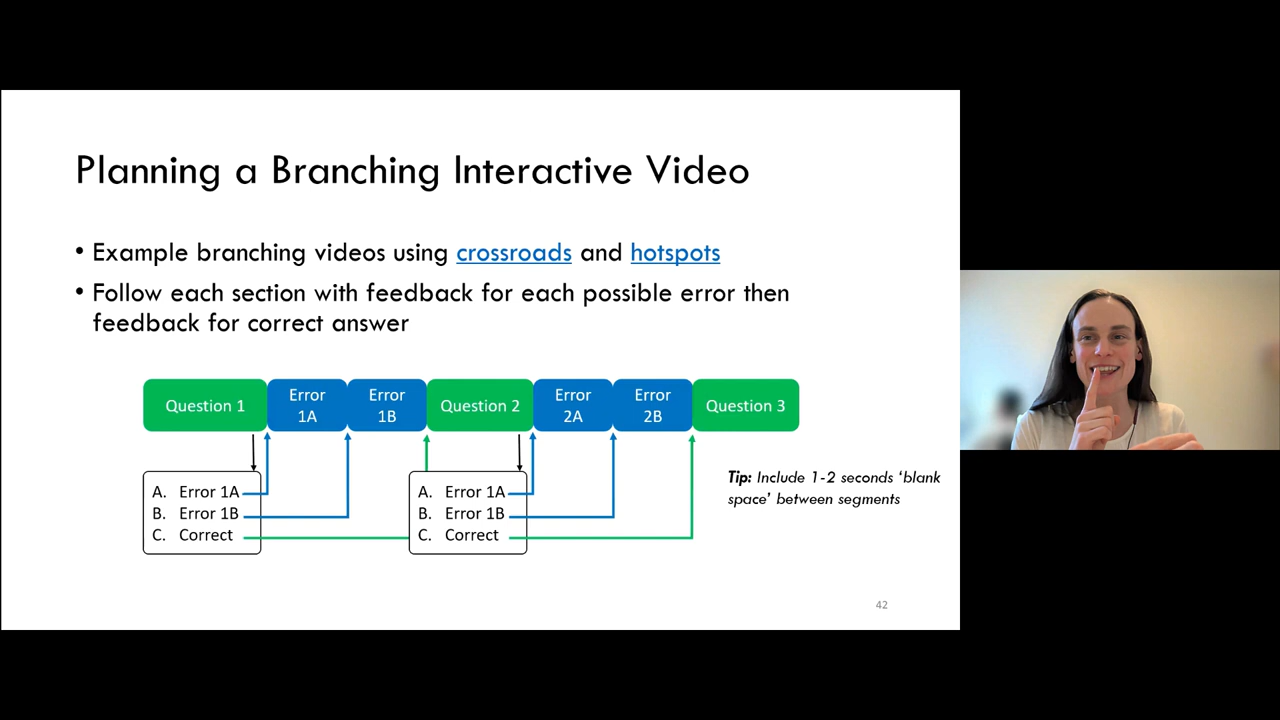 Planning a Branching Interactive Video
• Example branching videos using crossroads and hotspots
• Follow each section with feedback for each possible error then
feedback for correct answer
Question 1
Error
1A
Error
1B
Question 2
Error
2A
Error
2B
Question 3
A. Error 1A
B. Error 1B
C. Correct
A. Error 1A
B. Error 1B
C. Correct
Tip: Include 1-2 seconds ‘blank
space’ between segments
42